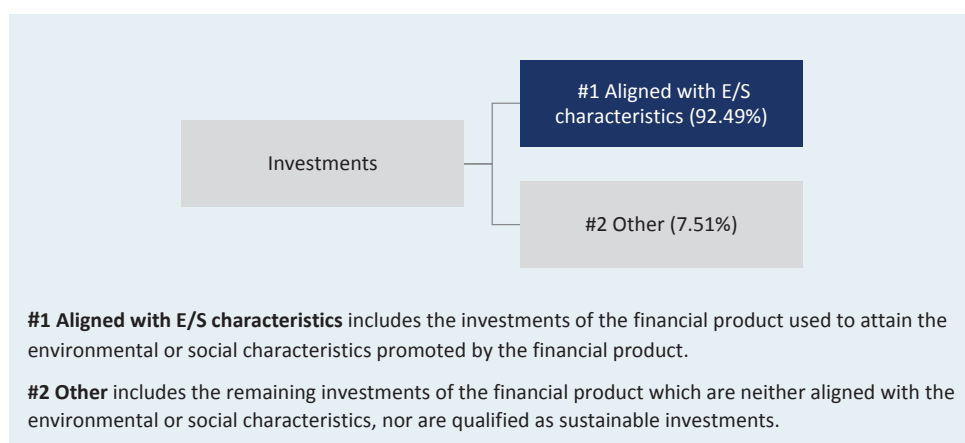 #1 Aligned with E/S
characteristics (92.49%)
Investments
#2 Other (7.51%)
#1 Aligned with E/S characteristics includes the investments of the financial product used to attain the
environmental or social characteristics promoted by the financial product.
#2 Other includes the remaining investments of the financial product which are neither aligned with the
environmental or social characteristics, nor are qualified as sustainable investments.